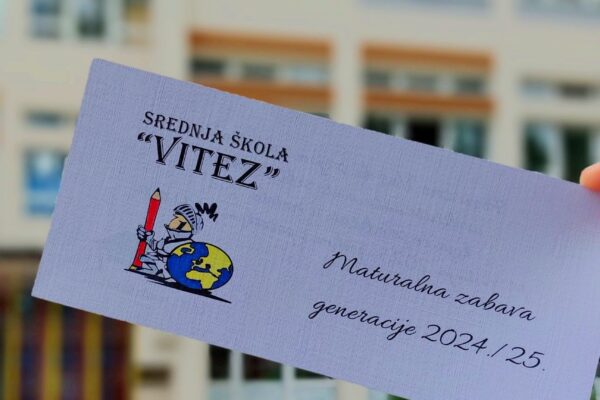 SREDNJA ŠKOLA
“VITEZ”
Maturalna zabava
generacije 2024./25.